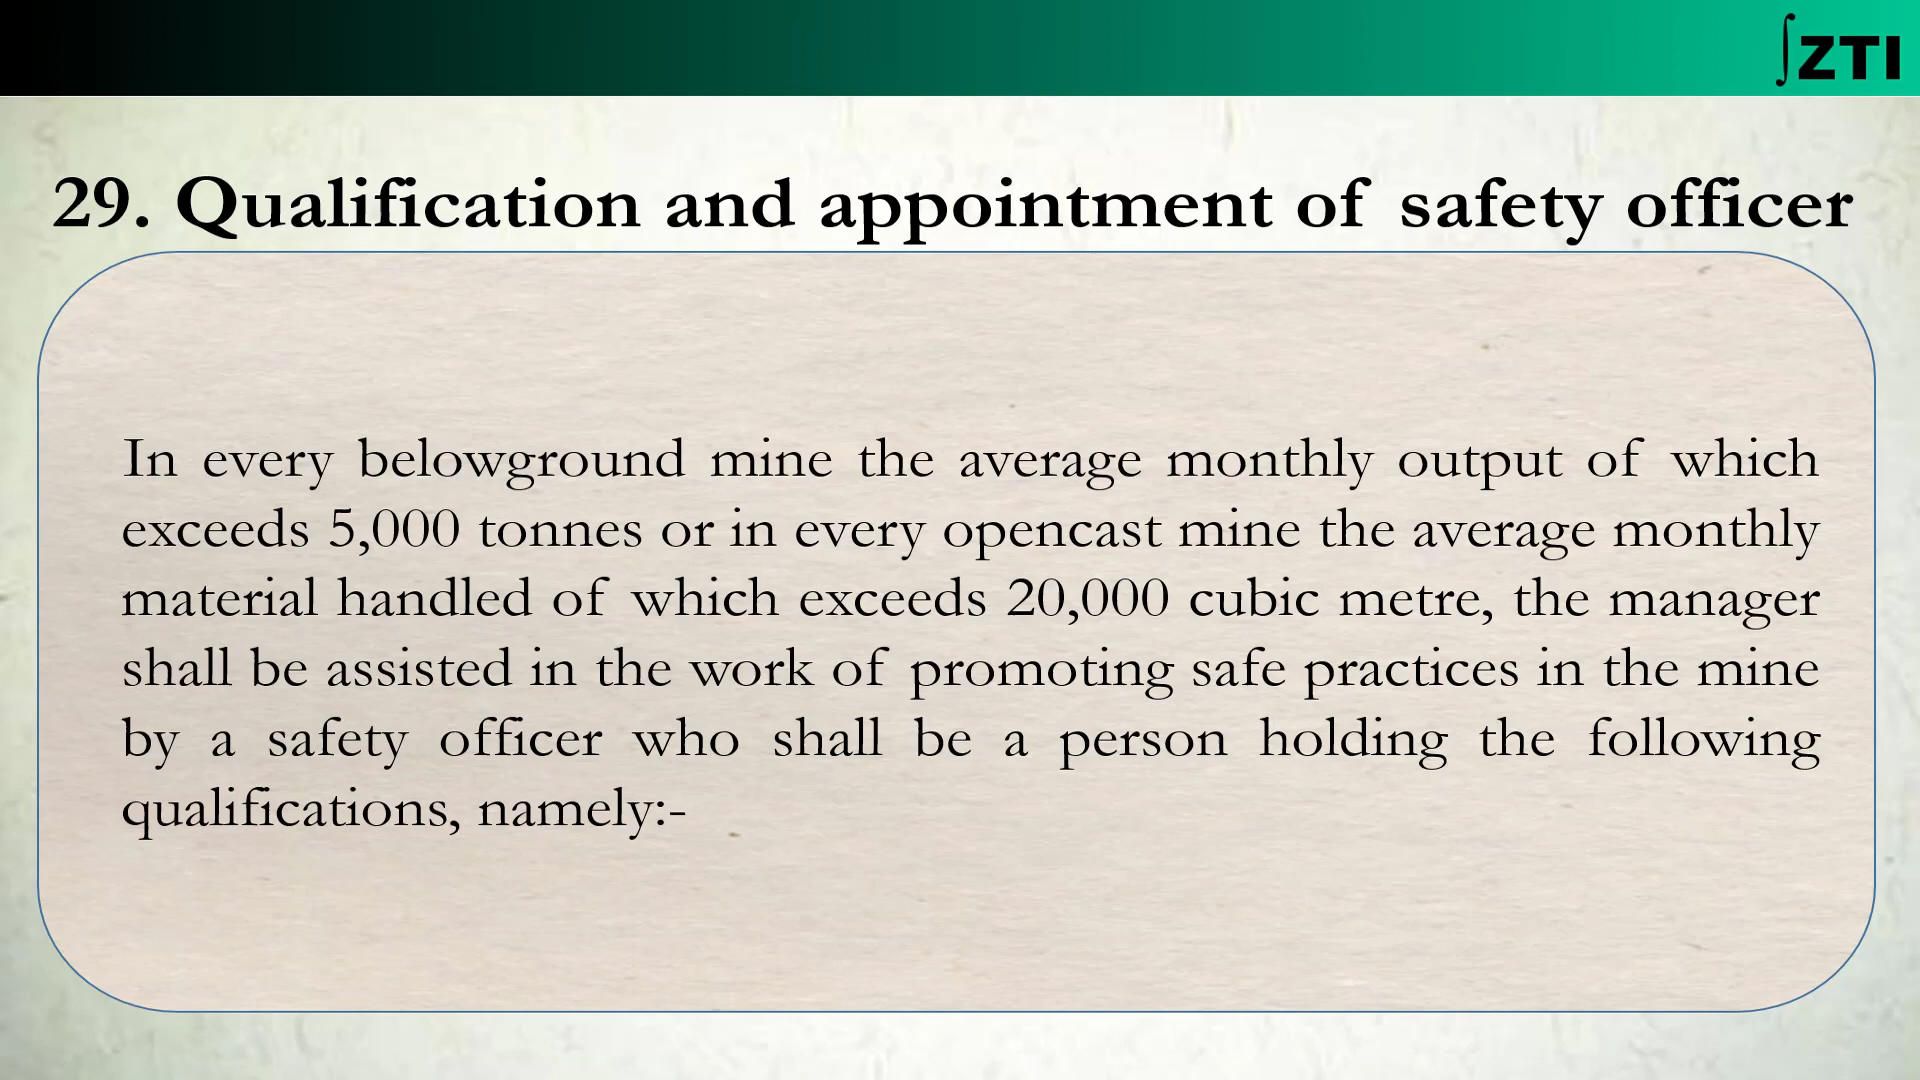 ∫ZTI
29. Qualification and appointment of safety officer
In every belowground mine the average monthly output of which
exceeds 5,000 tonnes or in every opencast mine the average monthly
material handled of which exceeds 20,000 cubic metre, the manager
shall be assisted in the work of promoting safe practices in the mine
by a safety officer who shall be a person holding the following
qualifications, namely:-